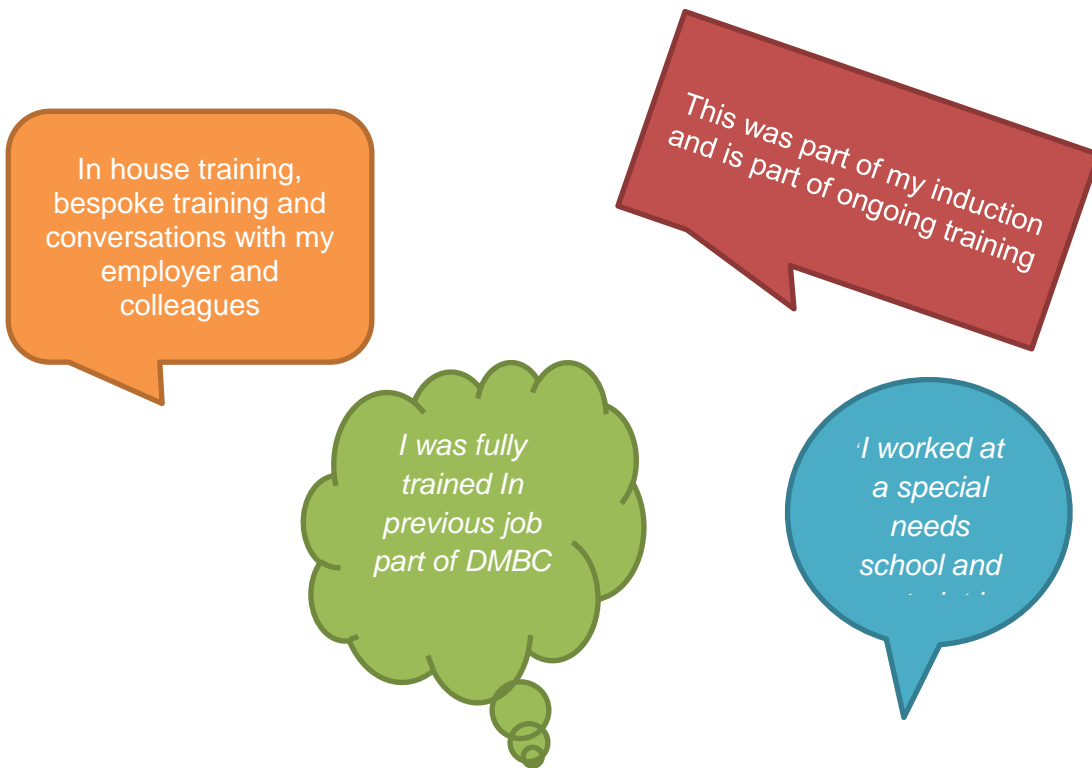 In house training,
bespoke training and
conversations with my
employer and
colleagues
This was part of my induction
and is part of ongoing training
I was fully
trained In
previous job
part of DMBC
‘I worked at
a special
needs
school and